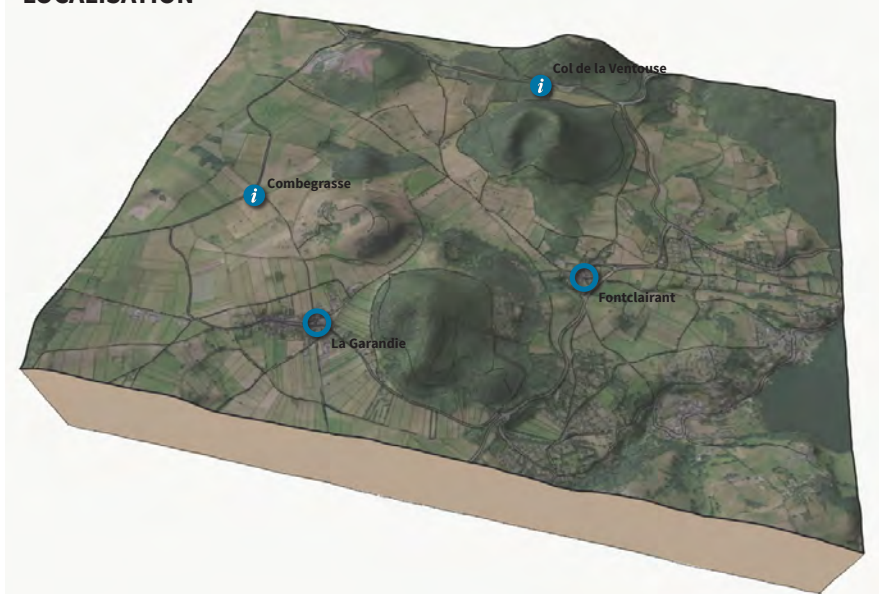 LOCALISATION
Col de la Ventouse
i
Combegrasse
i
Fontclairant
La Garandie